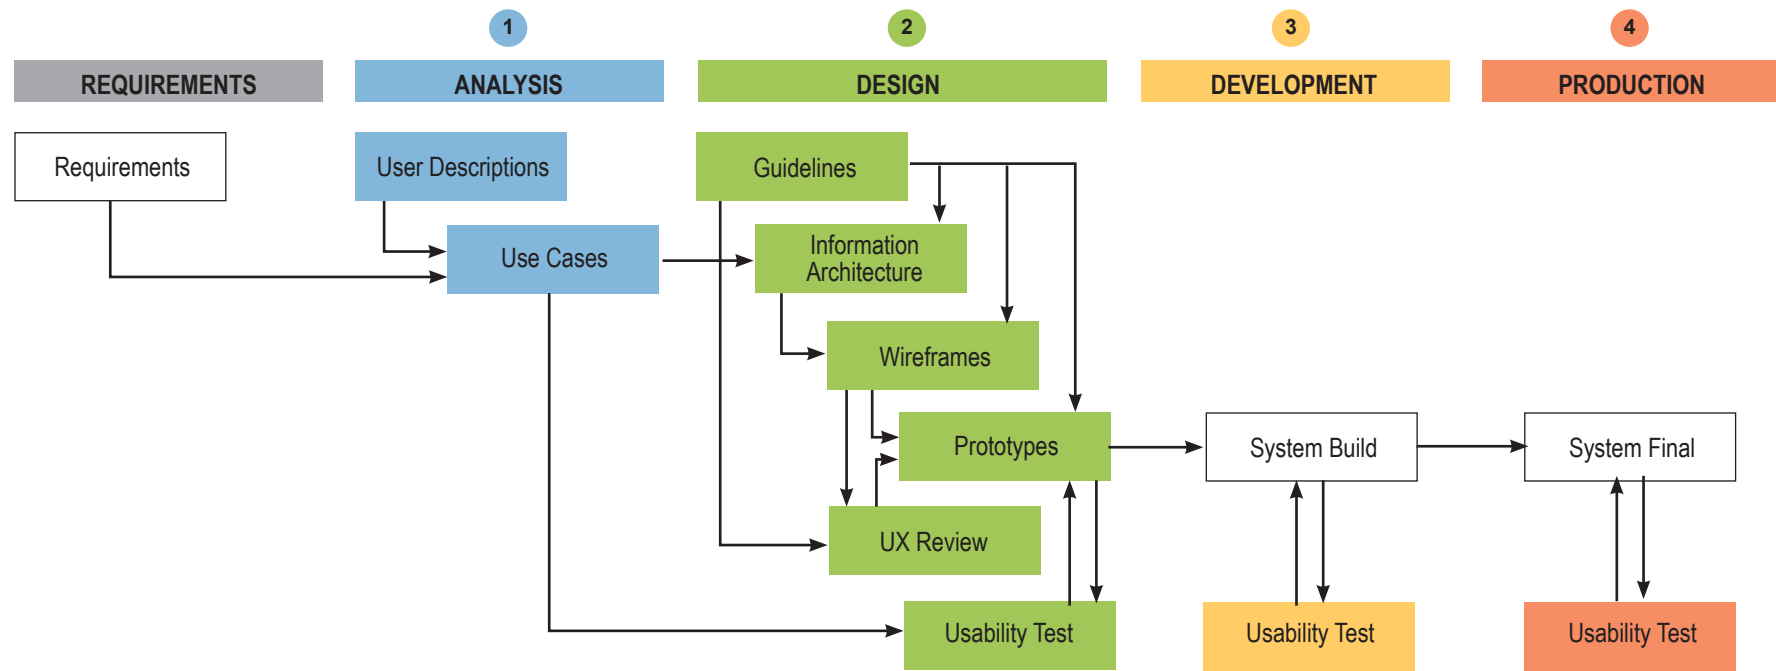 1
2
3
4
REQUIREMENTS
ANALYSIS
DESIGN
DEVELOPMENT
PRODUCTION
Requirements
User Descriptions
Guidelines
Use Cases
Information
Architecture
Wireframes
Prototypes
System Build
System Final
UX Review
Usability Test
Usability Test
Usability Test